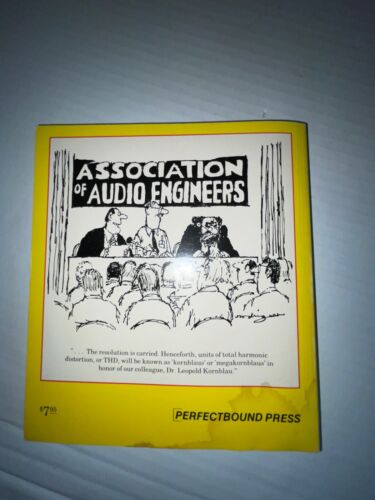 ASSOCIATION
OF AUDIO ENGINEERS
". . . The resolution is carried. Henceforth, units of total harmonic
distortion, or THD, will be known as 'kornblaus' or 'megakornblaus' in
honor of our colleague, Dr. Leopold Kornblau."
$7.95
PERFECTBOUND PRESS